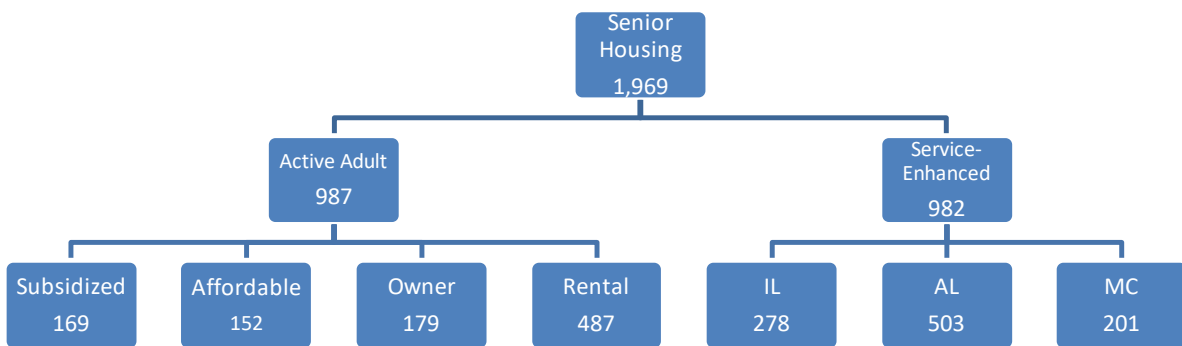 Senior
Housing
1,969
Active Adult
987
Service-
Enhanced
982
Subsidized
169
Affordable
152
Owner
179
Rental
487
IL
278
AL
503
MC
201